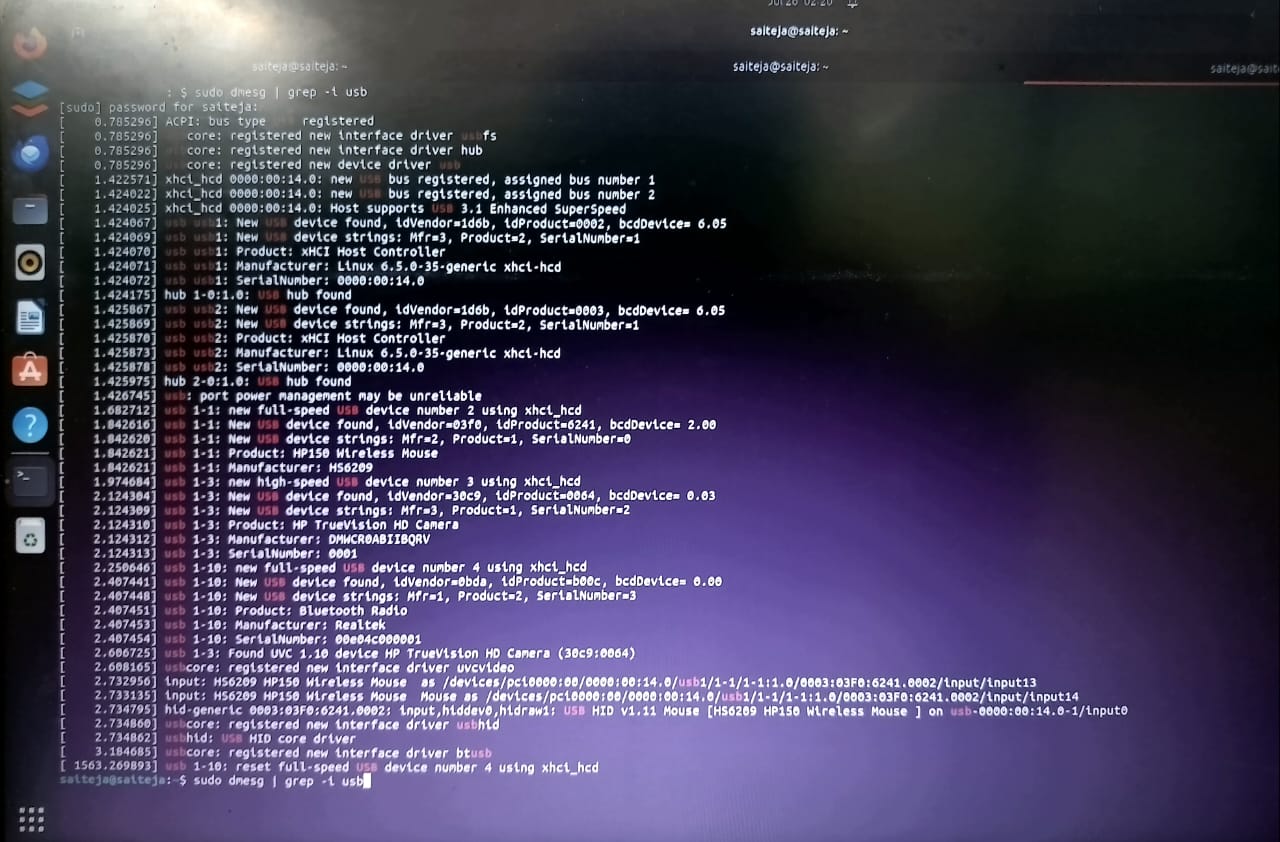 Jul 26 02:20
saiteja@saiteja: ~
saiteja@saiteja: ~
saiteja@saiteja: ~
saiteja@sait
: $ sudo dmesg | grep -i usb
[sudo] password for saiteja:
[    0.785296] ACPI: bus type registered
[    0.785296] core: registered new interface driver usbfs
[    0.785296] core: registered new interface driver hub
[    0.785296] core: registered new device driver usb
[    1.422571] xhci_hcd 0000:00:14.0: new USB bus registered, assigned bus number 1
[    1.424022] xhci_hcd 0000:00:14.0: new USB bus registered, assigned bus number 2
[    1.424025] xhci_hcd 0000:00:14.0: Host supports USB 3.1 Enhanced SuperSpeed
[    1.424067] usb usb1: New USB device found, idVendor=1d6b, idProduct=0002, bcdDevice= 6.05
[    1.424069] usb usb1: New USB device strings: Mfr=3, Product=2, SerialNumber=1
[    1.424070] usb usb1: Product: xHCI Host Controller
[    1.424071] usb usb1: Manufacturer: Linux 6.5.0-35-generic xhci-hcd
[    1.424072] usb usb1: SerialNumber: 0000:00:14.0
[    1.424175] hub 1-0:1.0: USB hub found
[    1.425867] usb usb2: New USB device found, idVendor=1d6b, idProduct=0003, bcdDevice= 6.05
[    1.425869] usb usb2: New USB device strings: Mfr=3, Product=2, SerialNumber=1
[    1.425870] usb usb2: Product: xHCI Host Controller
[    1.425873] usb usb2: Manufacturer: Linux 6.5.0-35-generic xhci-hcd
[    1.425878] usb usb2: SerialNumber: 0000:00:14.0
[    1.425975] hub 2-0:1.0: USB hub found
[    1.426745] usb: port power management may be unreliable
[    1.682712] usb 1-1: new full-speed USB device number 2 using xhci_hcd
[    1.842616] usb 1-1: New USB device found, idVendor=03f0, idProduct=6241, bcdDevice= 2.00
[    1.842620] usb 1-1: New USB device strings: Mfr=2, Product=1, SerialNumber=0
[    1.842621] usb 1-1: Product: HP150 Wireless Mouse
[    1.842621] usb 1-1: Manufacturer: HS6209
[    1.974684] usb 1-3: new high-speed USB device number 3 using xhci_hcd
[    2.124304] usb 1-3: New USB device found, idVendor=30c9, idProduct=0064, bcdDevice= 0.03
[    2.124309] usb 1-3: New USB device strings: Mfr=3, Product=1, SerialNumber=2
[    2.124310] usb 1-3: Product: HP TrueVision HD Camera
[    2.124312] usb 1-3: Manufacturer: DMWCR0ABIIBQRV
[    2.124313] usb 1-3: SerialNumber: 0001
[    2.250646] usb 1-10: new full-speed USB device number 4 using xhci_hcd
[    2.407441] usb 1-10: New USB device found, idVendor=0bda, idProduct=b00c, bcdDevice= 0.00
[    2.407448] usb 1-10: New USB device strings: Mfr=1, Product=2, SerialNumber=3
[    2.407451] usb 1-10: Product: Bluetooth Radio
[    2.407453] usb 1-10: Manufacturer: Realtek
[    2.407454] usb 1-10: SerialNumber: 00e04c000001
[    2.606725] usb 1-3: Found UVC 1.10 device HP TrueVision HD Camera (30c9:0064)
[    2.608165] usbcore: registered new interface driver uvcvideo
[    2.732956] input: HS6209 HP150 Wireless Mouse  as /devices/pci0000:00/0000:00:14.0/usb1/1-1/1-1:1.0/0003:03F0:6241.0002/input/input13
[    2.733135] input: HS6209 HP150 Wireless Mouse  Mouse as /devices/pci0000:00/0000:00:14.0/usb1/1-1/1-1:1.0/0003:03F0:6241.0002/input/input14
[    2.734795] hid-generic 0003:03F0:6241.0002: input,hiddev0,hidraw1: USB HID v1.11 Mouse [HS6209 HP150 Wireless Mouse ] on usb-0000:00:14.0-1/input0
[    2.734860] usbcore: registered new interface driver usbhid
[    2.734862] usbhid: USB HID core driver
[    3.184685] usbcore: registered new interface driver btusb
[ 1563.269893] usb 1-10: reset full-speed USB device number 4 using xhci_hcd
saiteja@saiteja:~$ sudo dmesg | grep -i usb